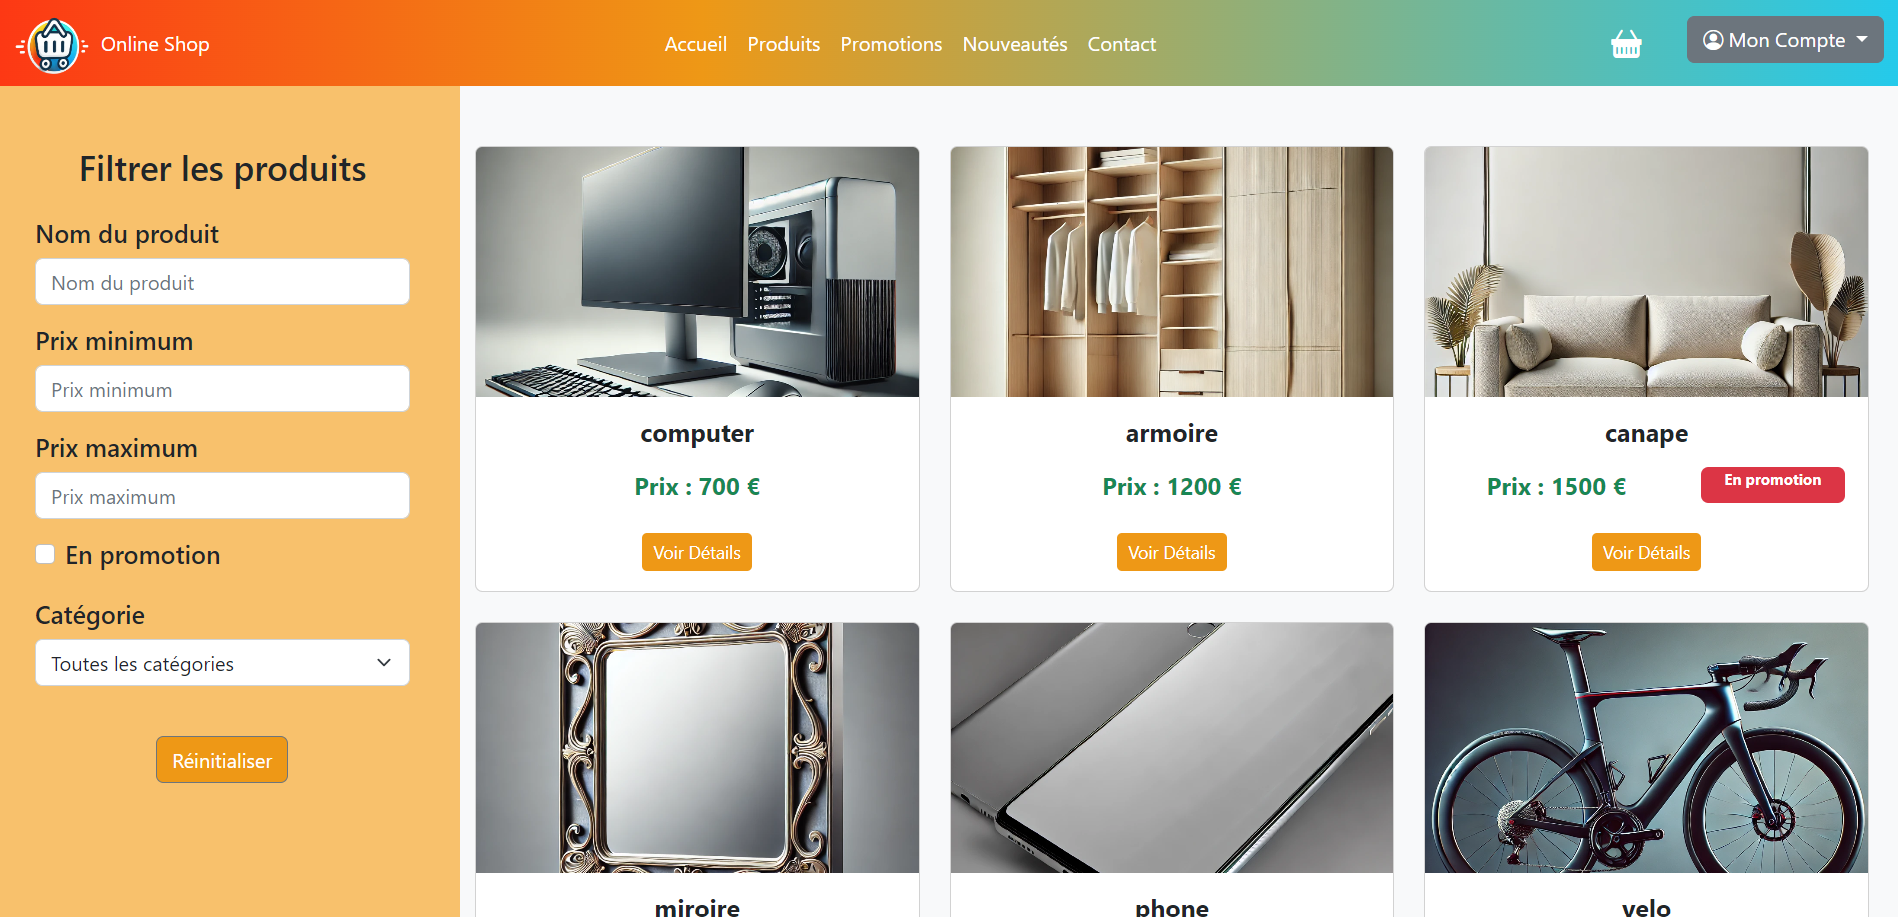 Online Shop
Accueil Produits Promotions Nouveautés Contact
Mon Compte
Filtrer les produits
Nom du produit
Nom du produit
Prix minimum
Prix minimum
Prix maximum
Prix maximum
En promotion
Catégorie
Toutes les catégories
Réinitialiser
computer
Prix : 700 €
Voir Détails
armoire
Prix : 1200 €
Voir Détails
canape
Prix : 1500 €
En promotion
Voir Détails
miroire
phone
velo